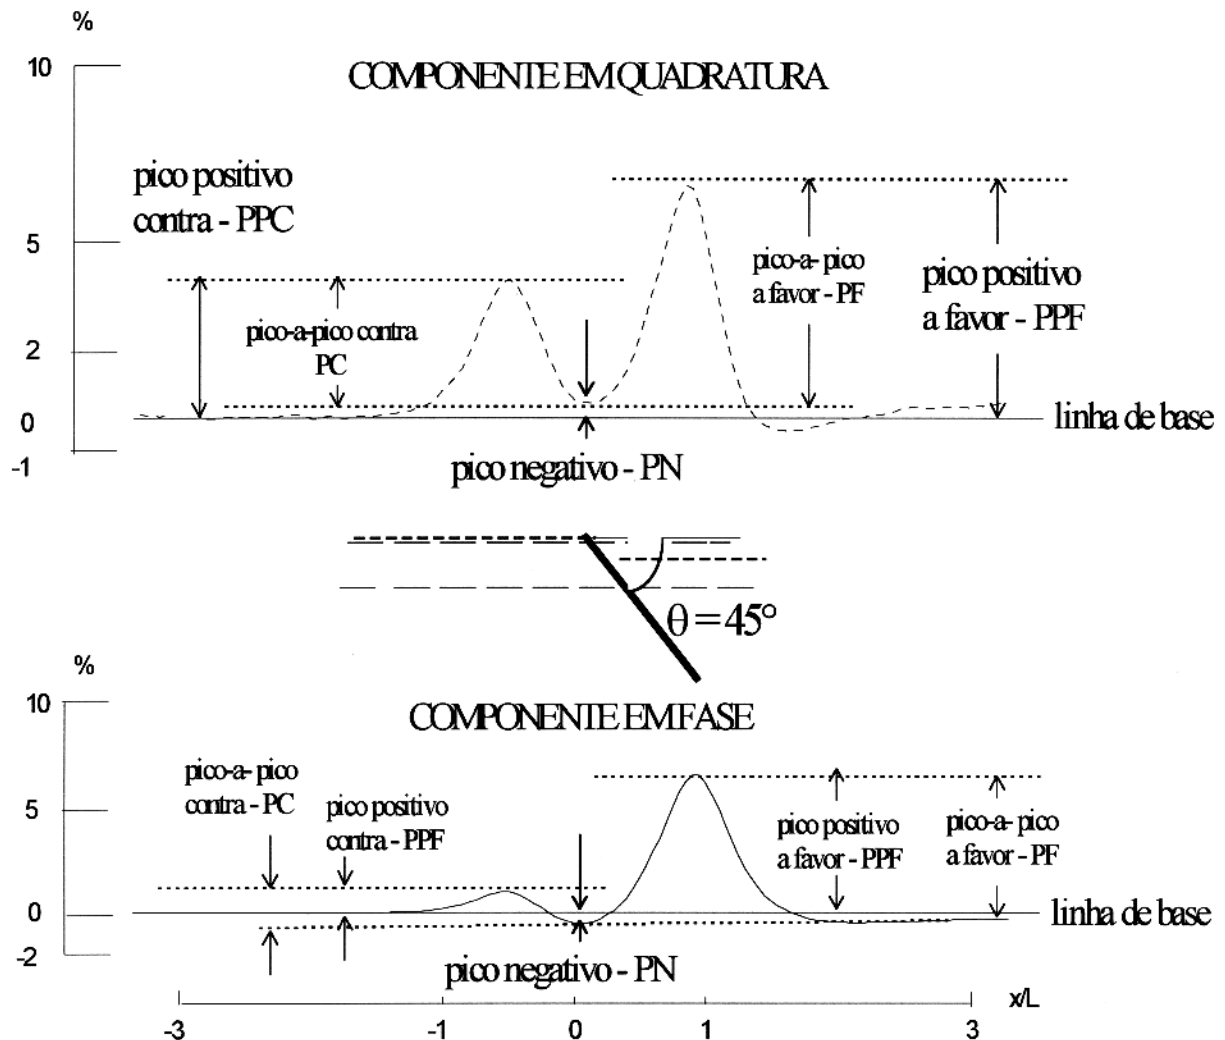 %
10
COMPONENTE EM QUADRATURA
pico positivo
contra - PPC
5
pico-a- pico
a favor - PF
pico positivo
a favor - PPF
pico-a-pico contra
PC
2
0
linha de base
-1
pico negativo - PN
θ = 45°
%
10
COMPONENTE EM FASE
pico-a- pico
contra - PC
pico positivo
contra - PPF
5
pico positivo
a favor - PPF
pico-a- pico
a favor - PF
0
linha de base
-2
pico negativo - PN
x/L
-3
-1
0
1
3